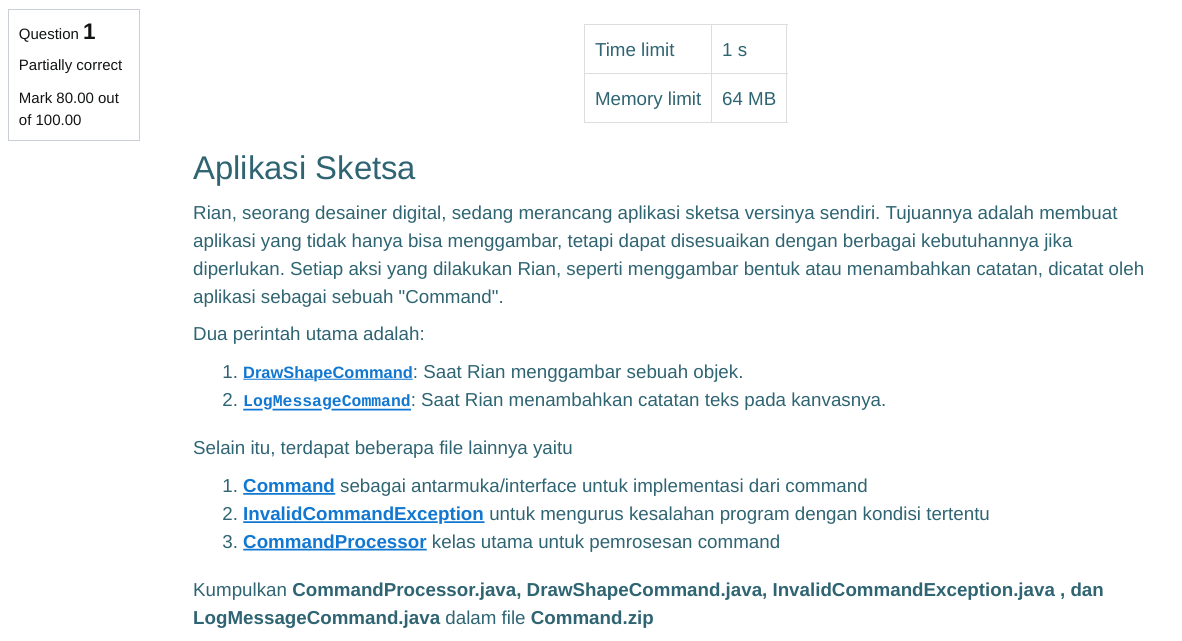 Question 1
Partially correct
Mark 80.00 out
of 100.00
Time limit 1 s
Memory limit 64 MB
Aplikasi Sketsa
Rian, seorang desainer digital, sedang merancang aplikasi sketsa versinya sendiri. Tujuannya adalah membuat
aplikasi yang tidak hanya bisa menggambar, tetapi dapat disesuaikan dengan berbagai kebutuhannya jika
diperlukan. Setiap aksi yang dilakukan Rian, seperti menggambar bentuk atau menambahkan catatan, dicatat oleh
aplikasi sebagai sebuah "Command".
Dua perintah utama adalah:
1. DrawShapeCommand: Saat Rian menggambar sebuah objek.
2. LogMessageCommand: Saat Rian menambahkan catatan teks pada kanvasnya.
Selain itu, terdapat beberapa file lainnya yaitu
1. Command sebagai antarmuka/interface untuk implementasi dari command
2. InvalidCommandException untuk mengurus kesalahan program dengan kondisi tertentu
3. CommandProcessor kelas utama untuk pemrosesan command
Kumpulkan CommandProcessor.java, DrawShapeCommand.java, InvalidCommandException.java , dan
LogMessageCommand.java dalam file Command.zip